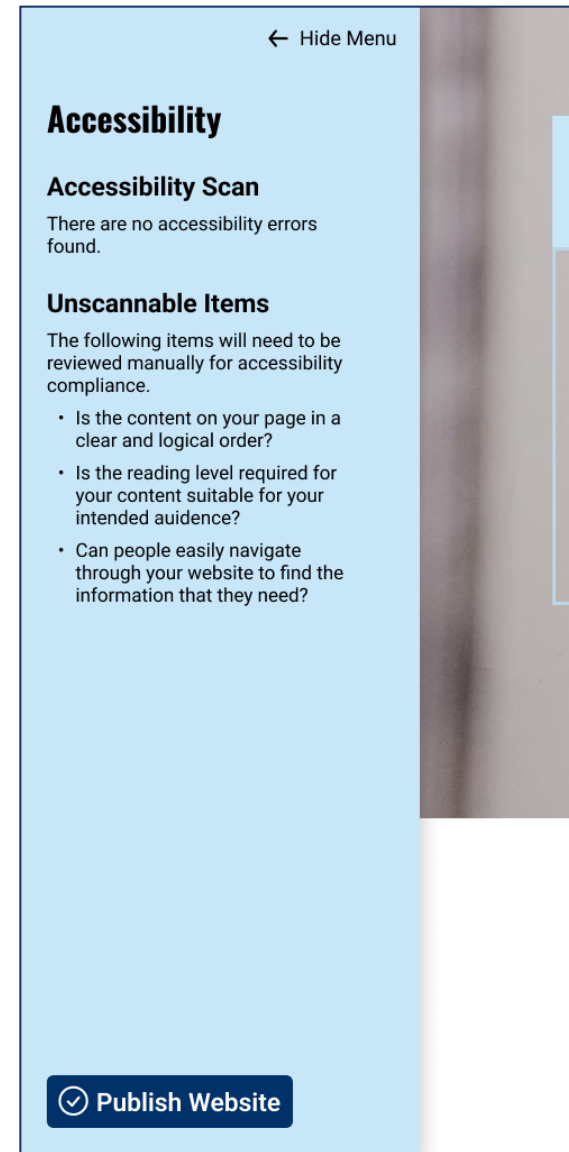 ← Hide Menu
Accessibility
Accessibility Scan
There are no accessibility errors
found.
Unscannable Items
The following items will need to be
reviewed manually for accessibility
compliance.
• Is the content on your page in a
clear and logical order?
• Is the reading level required for
your content suitable for your
intended auidence?
• Can people easily navigate
through your website to find the
information that they need?
Publish Website